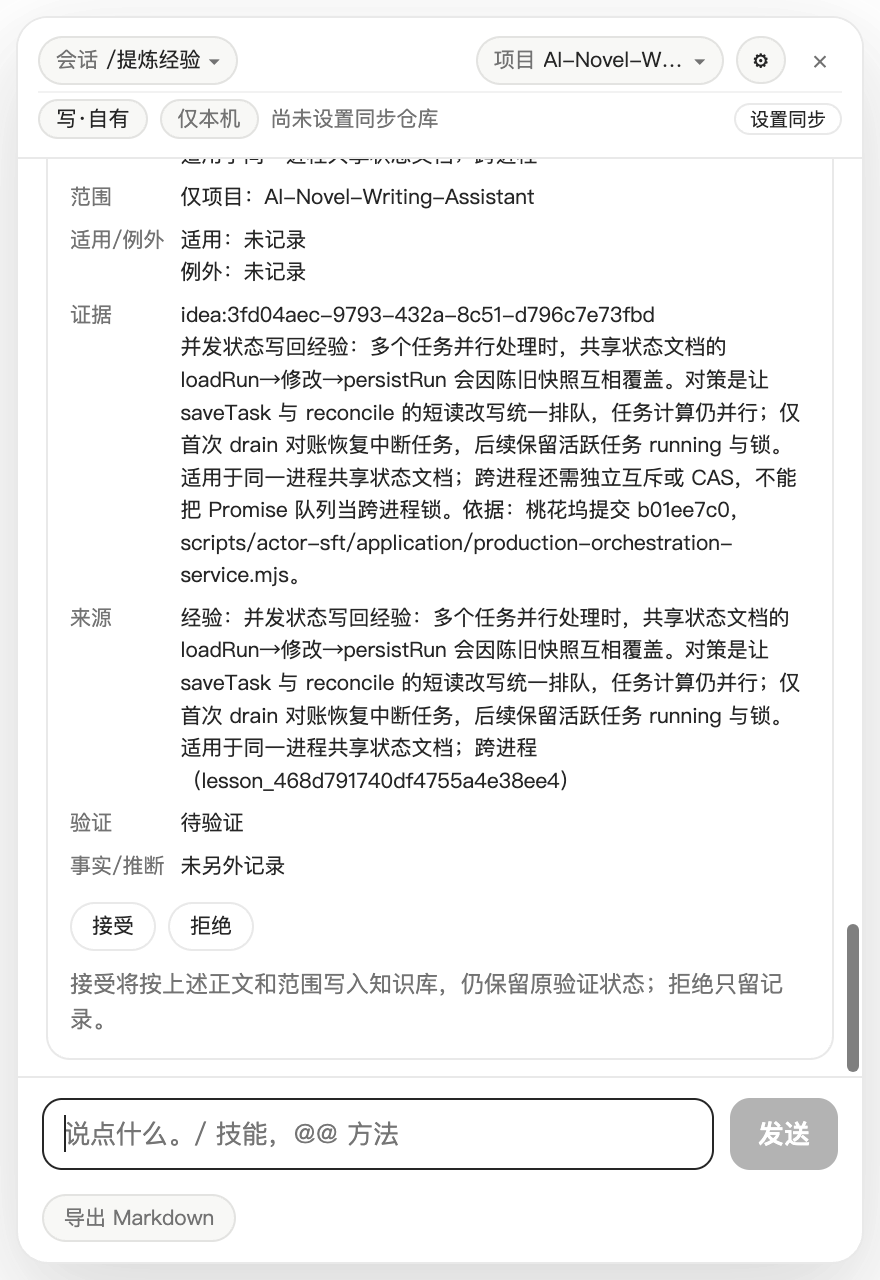 会话 /提炼经验
项目 AI-Novel-W...
写·自有 仅本机 尚未设置同步仓库 设置同步
适用于同一进程共享状态文档；跨进程
范围 仅项目：AI-Novel-Writing-Assistant
适用/例外 适用：未记录
例外：未记录
证据 idea:3fd04aec-9793-432a-8c51-d796c7e73fbd
并发状态写回经验：多个任务并行处理时，共享状态文档的
loadRun→修改→persistRun 会因陈旧快照互相覆盖。对策是让
saveTask 与 reconcile 的短读改写统一排队，任务计算仍并行；仅
首次 drain 对账恢复中断任务，后续保留活跃任务 running 与锁。
适用于同一进程共享状态文档；跨进程还需独立互斥或 CAS，不能
把 Promise 队列当跨进程锁。依据：桃花坞提交 b01ee7c0，
scripts/actor-sft/application/production-orchestration-
service.mjs。
来源 经验：并发状态写回经验：多个任务并行处理时，共享状态文档的
loadRun→修改→persistRun 会因陈旧快照互相覆盖。对策是让
saveTask 与 reconcile 的短读改写统一排队，任务计算仍并行；仅
首次 drain 对账恢复中断任务，后续保留活跃任务 running 与锁。
适用于同一进程共享状态文档；跨进程
（lesson_468d791740df4755a4e38ee4）
验证 待验证
事实/推断 未另外记录
接受 拒绝
接受将按上述正文和范围写入知识库，仍保留原验证状态；拒绝只留记
录。
说点什么。/ 技能，@@ 方法
发送
导出 Markdown